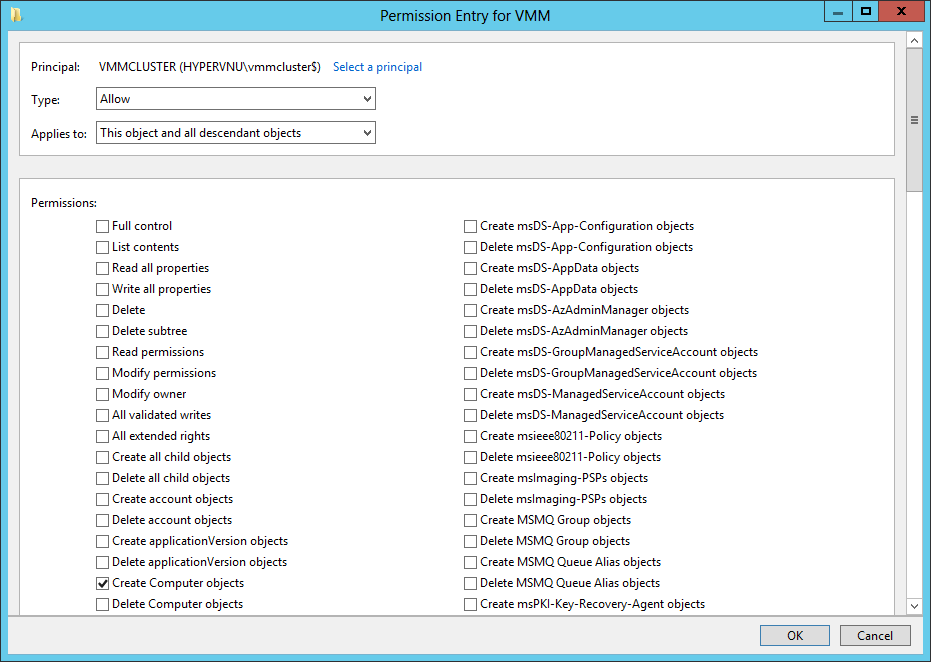 Permission Entry for VMM
Principal: VMMCLUSTER (HYPERVNU\vmmcluster$) Select a principal
Type: Allow
Applies to: This object and all descendant objects
Permissions:
Full control
List contents
Read all properties
Write all properties
Delete
Delete subtree
Read permissions
Modify permissions
Modify owner
All validated writes
All extended rights
Create all child objects
Delete all child objects
Create account objects
Delete account objects
Create applicationVersion objects
Delete applicationVersion objects
Create Computer objects
Delete Computer objects
Create msDS-App-Configuration objects
Delete msDS-App-Configuration objects
Create msDS-AppData objects
Delete msDS-AppData objects
Create msDS-AzAdminManager objects
Delete msDS-AzAdminManager objects
Create msDS-GroupManagedServiceAccount objects
Delete msDS-GroupManagedServiceAccount objects
Create msDS-ManagedServiceAccount objects
Delete msDS-ManagedServiceAccount objects
Create msieee80211-Policy objects
Delete msieee80211-Policy objects
Create msImaging-PSPs objects
Delete msImaging-PSPs objects
Create MSMQ Group objects
Delete MSMQ Group objects
Create MSMQ Queue Alias objects
Delete MSMQ Queue Alias objects
Create msPKI-Key-Recovery-Agent objects
OK
Cancel